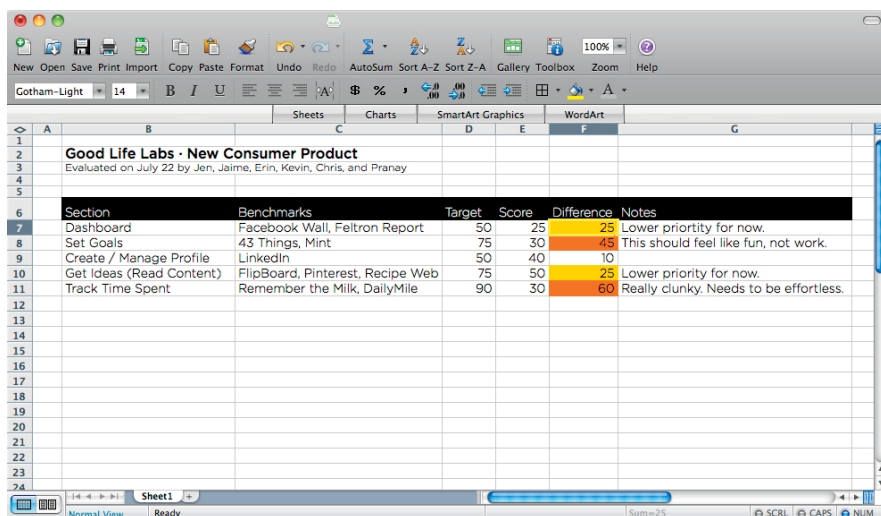 New Open Save Print Import Copy Paste Format Undo Redo AutoSum Sort A-Z Sort Z-A Gallery Toolbox Zoom Help
100%
Gotham-Light 14 B I U A $ % , .0 .00 .00 .0 A
Sheets Charts SmartArt Graphics WordArt
A B C D E F G
1
2 Good Life Labs · New Consumer Product
3 Evaluated on July 22 by Jen, Jaime, Erin, Kevin, Chris, and Pranay
4
5
6 Section Benchmarks Target Score Difference Notes
7 Dashboard Facebook Wall, Feltron Report 50 25 25 Lower priortity for now.
8 Set Goals 43 Things, Mint 75 30 45 This should feel like fun, not work.
9 Create / Manage Profile LinkedIn 50 40 10
10 Get Ideas (Read Content) FlipBoard, Pinterest, Recipe Web 75 50 25 Lower priority for now.
11 Track Time Spent Remember the Milk, DailyMile 90 30 60 Really clunky. Needs to be effortless.
12
13
14
15
16
17
18
19
20
21
22
23
24
Sheet1
Normal View Ready Sum=25 SCRL CAPS NUM